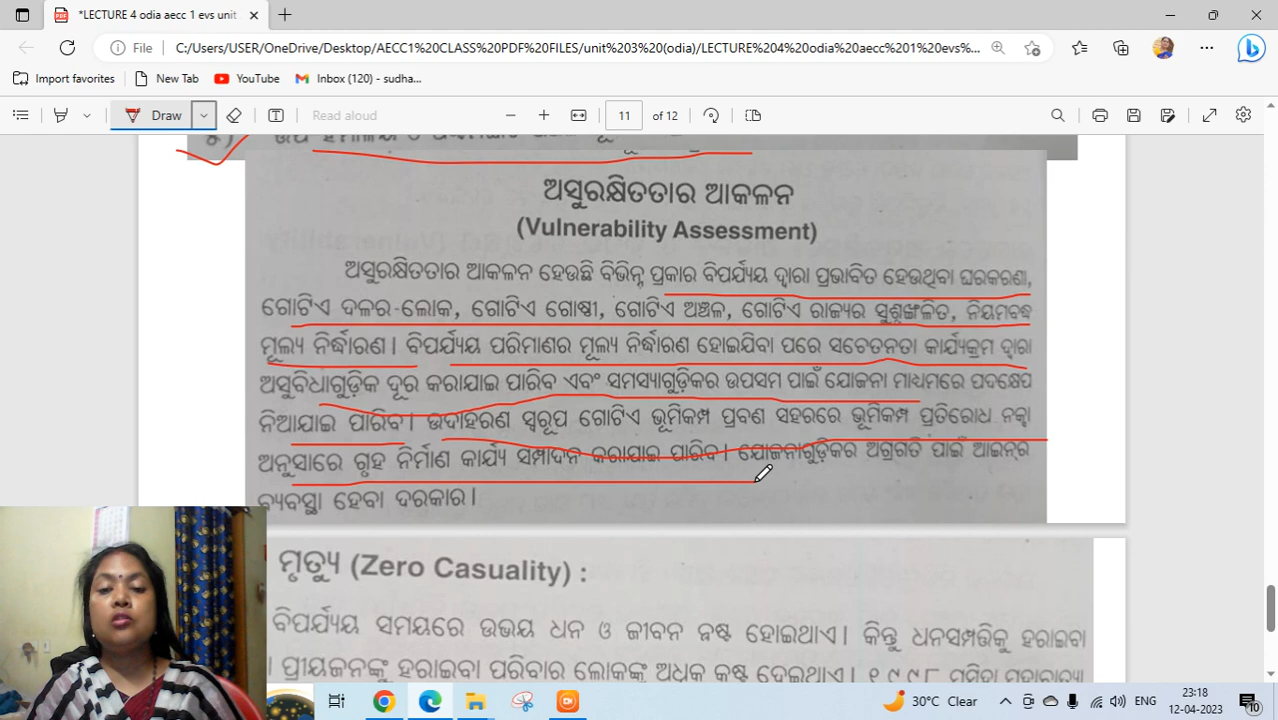 *LECTURE 4 odia aecc 1 evs unit
File C:/Users/USER/OneDrive/Desktop/AECC1%20CLASS%20PDF%20FILES/unit%203%20(odia)/LECTURE%204%20odia%20aecc%201%20evs%...
Import favorites New Tab YouTube Inbox (120) - sudha...
Draw Read aloud 11 of 12
ଅସୁରକ୍ଷିତତାର ଆକଳନ
(Vulnerability Assessment)
ଅସୁରକ୍ଷିତତାର ଆକଳନ ହେଉଛି ବିଭିନ୍ନ ପ୍ରକାର ବିପର୍ଯ୍ୟୟ ଦ୍ୱାରା ପ୍ରଭାବିତ ହେଉଥିବା ଘରକରଣା,
ଗୋଟିଏ ଦଳର-ଲୋକ, ଗୋଟିଏ ଗୋଷ୍ଠୀ, ଗୋଟିଏ ଅଞ୍ଚଳ, ଗୋଟିଏ ରାଜ୍ୟର ସୁଶୃଙ୍ଖଳିତ, ନିୟମବଦ୍ଧ
ମୂଲ୍ୟ ନିର୍ଦ୍ଧାରଣ। ବିପର୍ଯ୍ୟୟ ପରିମାଣର ମୂଲ୍ୟ ନିର୍ଦ୍ଧାରଣ ହୋଇଯିବା ପରେ ସଚେତନତା କାର୍ଯ୍ୟକ୍ରମ ଦ୍ୱାରା
ଅସୁବିଧାଗୁଡ଼ିକ ଦୂର କରାଯାଇ ପାରିବ ଏବଂ ସମସ୍ୟାଗୁଡ଼ିକର ଉପସମ ପାଇଁ ଯୋଜନା ମାଧ୍ୟମରେ ପଦକ୍ଷେପ
ନିଆଯାଇ ପାରିବ। ଉଦାହରଣ ସ୍ୱରୂପ ଗୋଟିଏ ଭୂମିକମ୍ପ ପ୍ରବଣ ସହରରେ ଭୂମିକମ୍ପ ପ୍ରତିରୋଧ ନକ୍ସା
ଅନୁସାରେ ଗୃହ ନିର୍ମାଣ କାର୍ଯ୍ୟ ସମ୍ପାଦନ କରାଯାଇ ପାରିବ। ଯୋଜନାଗୁଡ଼ିକର ଅଗ୍ରଗତି ପାଇଁ ଆଇନ୍‌ର
ବ୍ୟବସ୍ଥା ହେବା ଦରକାର।
ମୃତ୍ୟୁ (Zero Casuality) :
ବିପର୍ଯ୍ୟୟ ସମୟରେ ଉଭୟ ଧନ ଓ ଜୀବନ ନଷ୍ଟ ହୋଇଥାଏ। କିନ୍ତୁ ଧନସମ୍ପତ୍ତିକୁ ହରାଇବା
ପ୍ରୀୟଜନଙ୍କୁ ହରାଇବା ପରିବାର ଲୋକଙ୍କୁ ଅଧିକ କଷ୍ଟ ଦେଇଥାଏ। ୧୯୯୮
30°C Clear ENG 23:18
12-04-2023 10